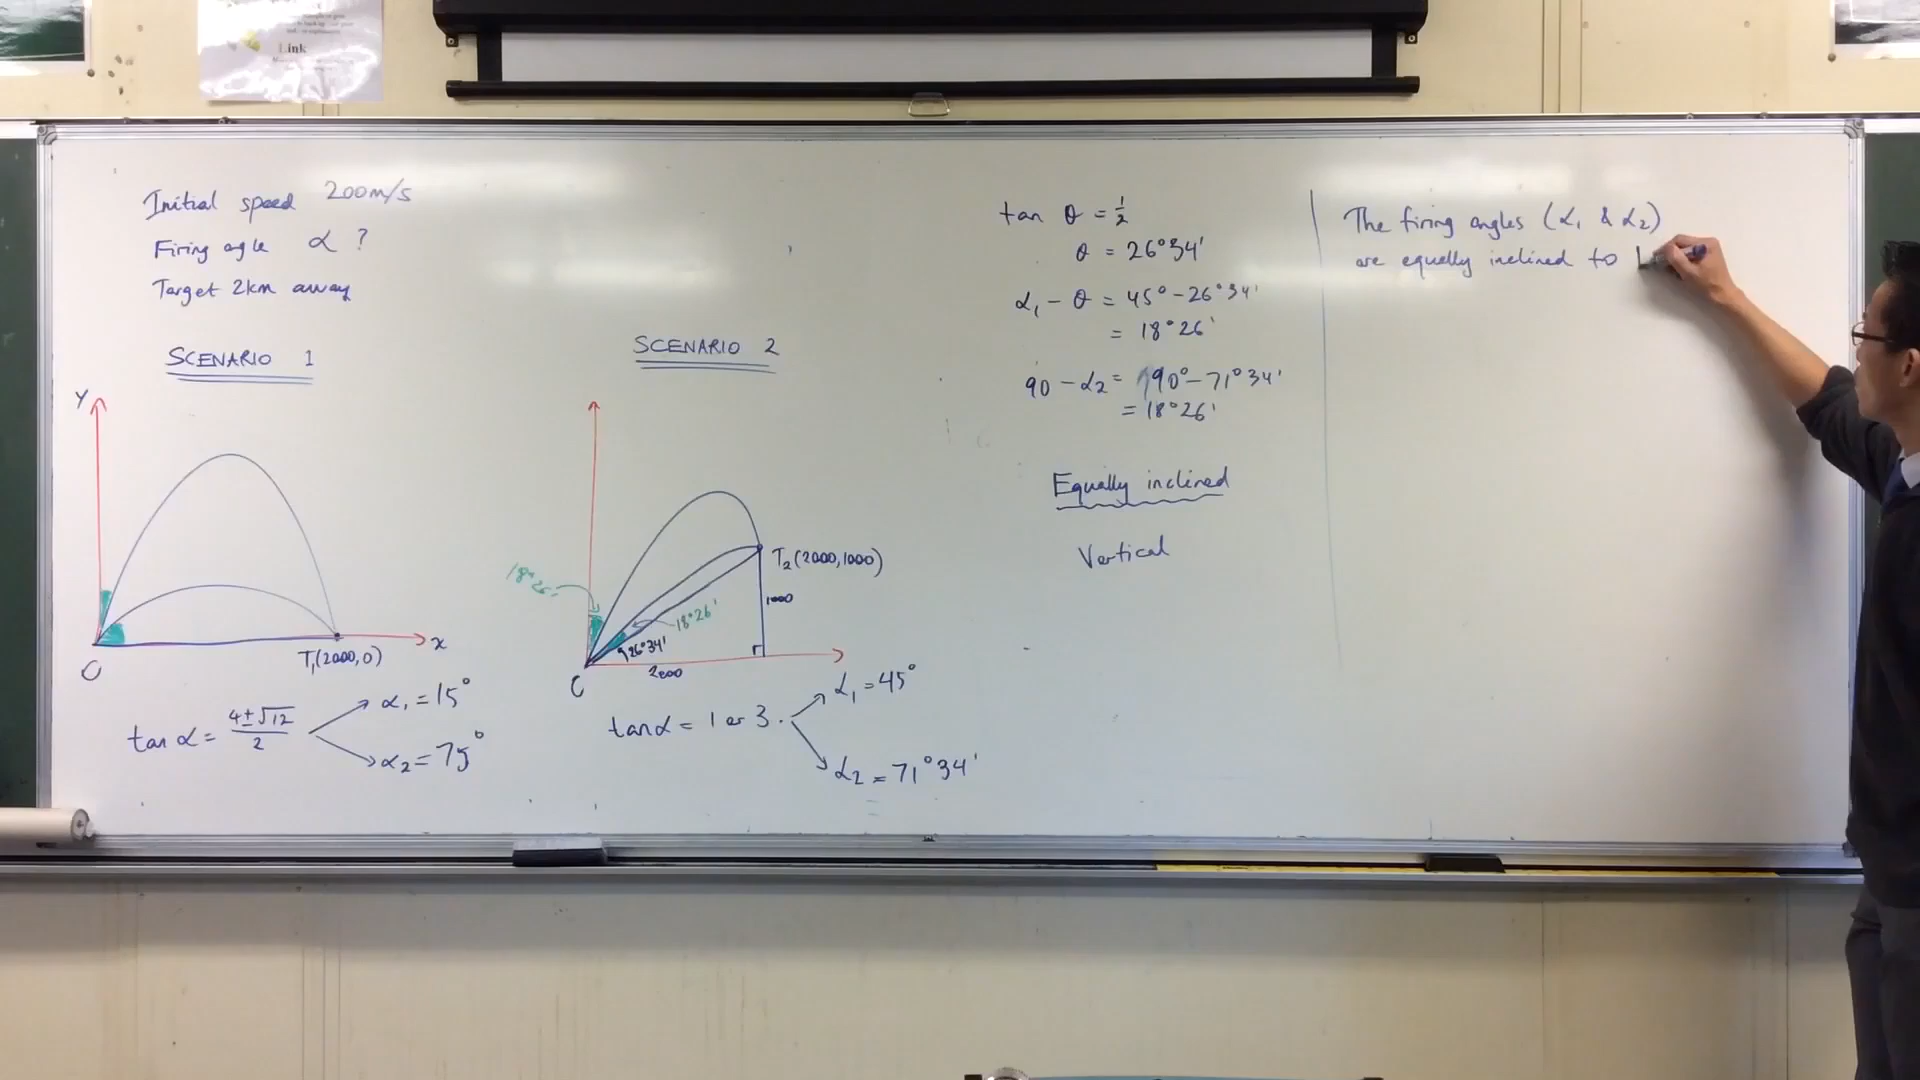 Link
Initial speed 200m/s
Firing agle α ?
Target 2km away
SCENARIO 1
Y
x
O
T₁(2000,0)
tan α = (4±√12)/2
α₁ = 15°
α₂ = 75°
SCENARIO 2
T₂(2000,1000)
1000
18°26'
18°26'
26°34'
2000
tanα = 1 or 3.
α₁ = 45°
α₂ = 71°34'
tan θ = 1/2
θ = 26°34'
α₁ - θ = 45° - 26°34'
= 18°26'
90 - α₂ = 90° - 71°34'
= 18°26'
Equally inclined
Vertical
The firing angles (α₁ & α₂)
are equally inclined to